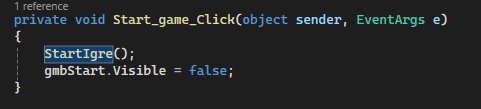 1 reference
private void Start_game_Click(object sender, EventArgs e)
{
StartIgre();
gmbStart.Visible = false;
}